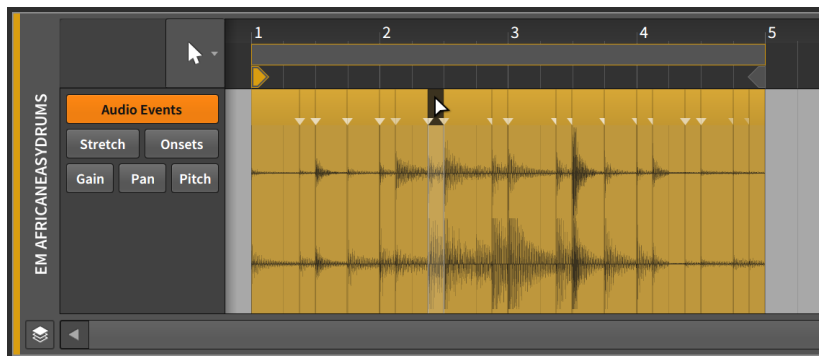 1 2 3 4 5
EM AFRICANEASYDRUMS
Audio Events
Stretch Onsets
Gain Pan Pitch